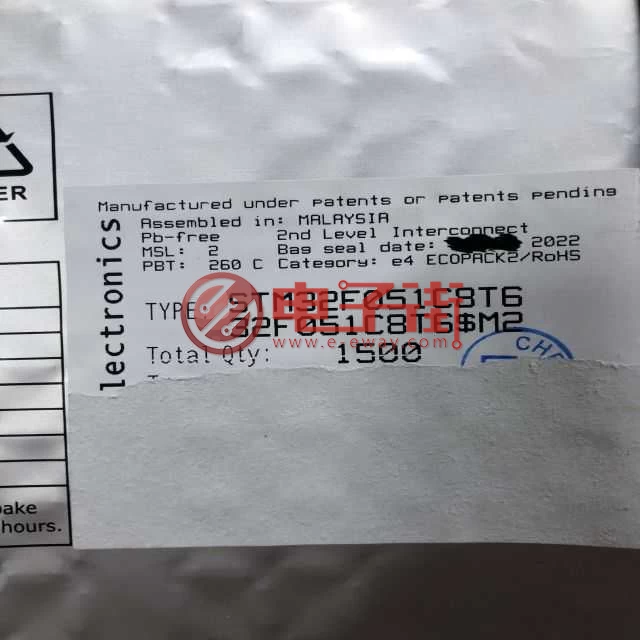 ER
Manufactured under patents or patents pending
Assembled in: MALAYSIA
Pb-free 2nd Level Interconnect
MSL: 2 Bag seal date: 2022
PBT: 260 C Category: e4 ECOPACK2/RoHS
TYPE: STM32F051C8T6
32F051C8T6$M2
Total Qty: 1500
lectronics
电子街
www.e-eway.com
CHO
ake
hours.